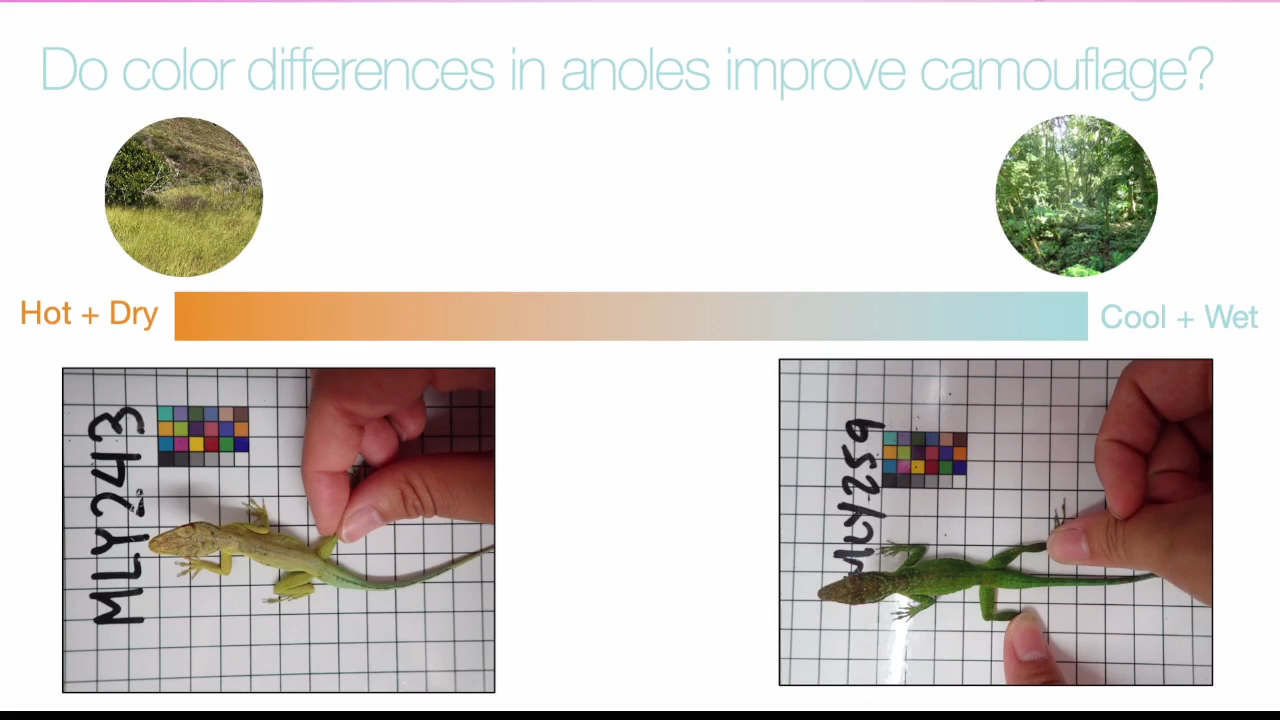 Do color differences in anoles improve camouflage?
Hot + Dry
Cool + Wet
MLY243
MLY259